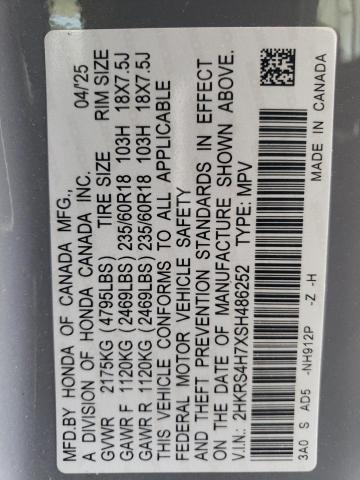 MFD.BY HONDA OF CANADA MFG., 04/'25
A DIVISION OF HONDA CANADA INC.
TIRE SIZE RIM SIZE
GVWR 2175KG (4795LBS)
GAWR F 1120KG (2469LBS) 235/60R18 103H 18X7.5J
GAWR R 1120KG (2469LBS) 235/60R18 103H 18X7.5J
THIS VEHICLE CONFORMS TO ALL APPLICABLE
FEDERAL MOTOR VEHICLE SAFETY
AND THEFT PREVENTION STANDARDS IN EFFECT
ON THE DATE OF MANUFACTURE SHOWN ABOVE.
V.I.N.: 2HKRS4H7XSH486252 TYPE: MPV
3A0 S AD5 -NH912P -Z -H MADE IN CANADA